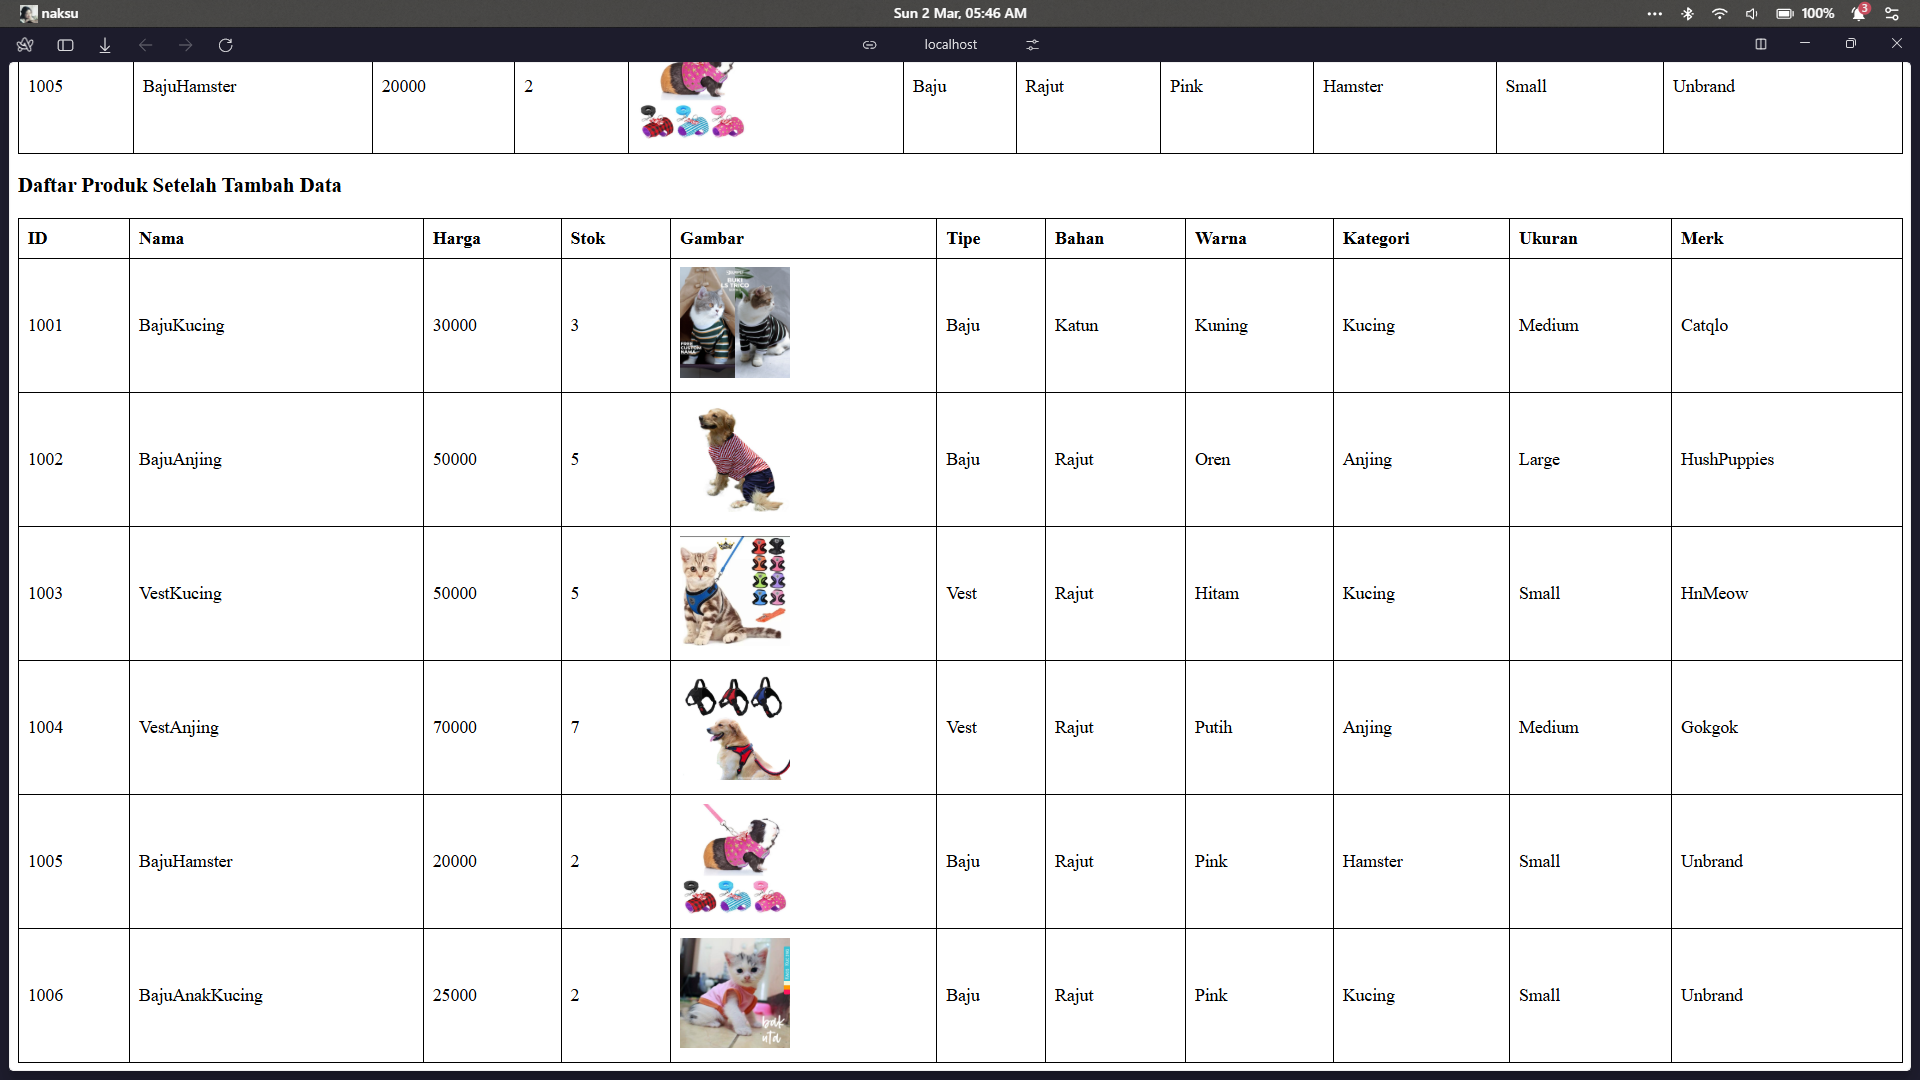 naksu
Sun 2 Mar, 05:46 AM
100%
3
localhost
1005 BajuHamster 20000 2 Baju Rajut Pink Hamster Small Unbrand
Daftar Produk Setelah Tambah Data
ID Nama Harga Stok Gambar Tipe Bahan Warna Kategori Ukuran Merk
1001 BajuKucing 30000 3 Baju Katun Kuning Kucing Medium Catqlo
FREE
CUSTOM
NAMA
1002 BajuAnjing 50000 5 Baju Rajut Oren Anjing Large HushPuppies
1003 VestKucing 50000 5 Vest Rajut Hitam Kucing Small HnMeow
1004 VestAnjing 70000 7 Vest Rajut Putih Anjing Medium Gokgok
1005 BajuHamster 20000 2 Baju Rajut Pink Hamster Small Unbrand
1006 BajuAnakKucing 25000 2 Baju Rajut Pink Kucing Small Unbrand